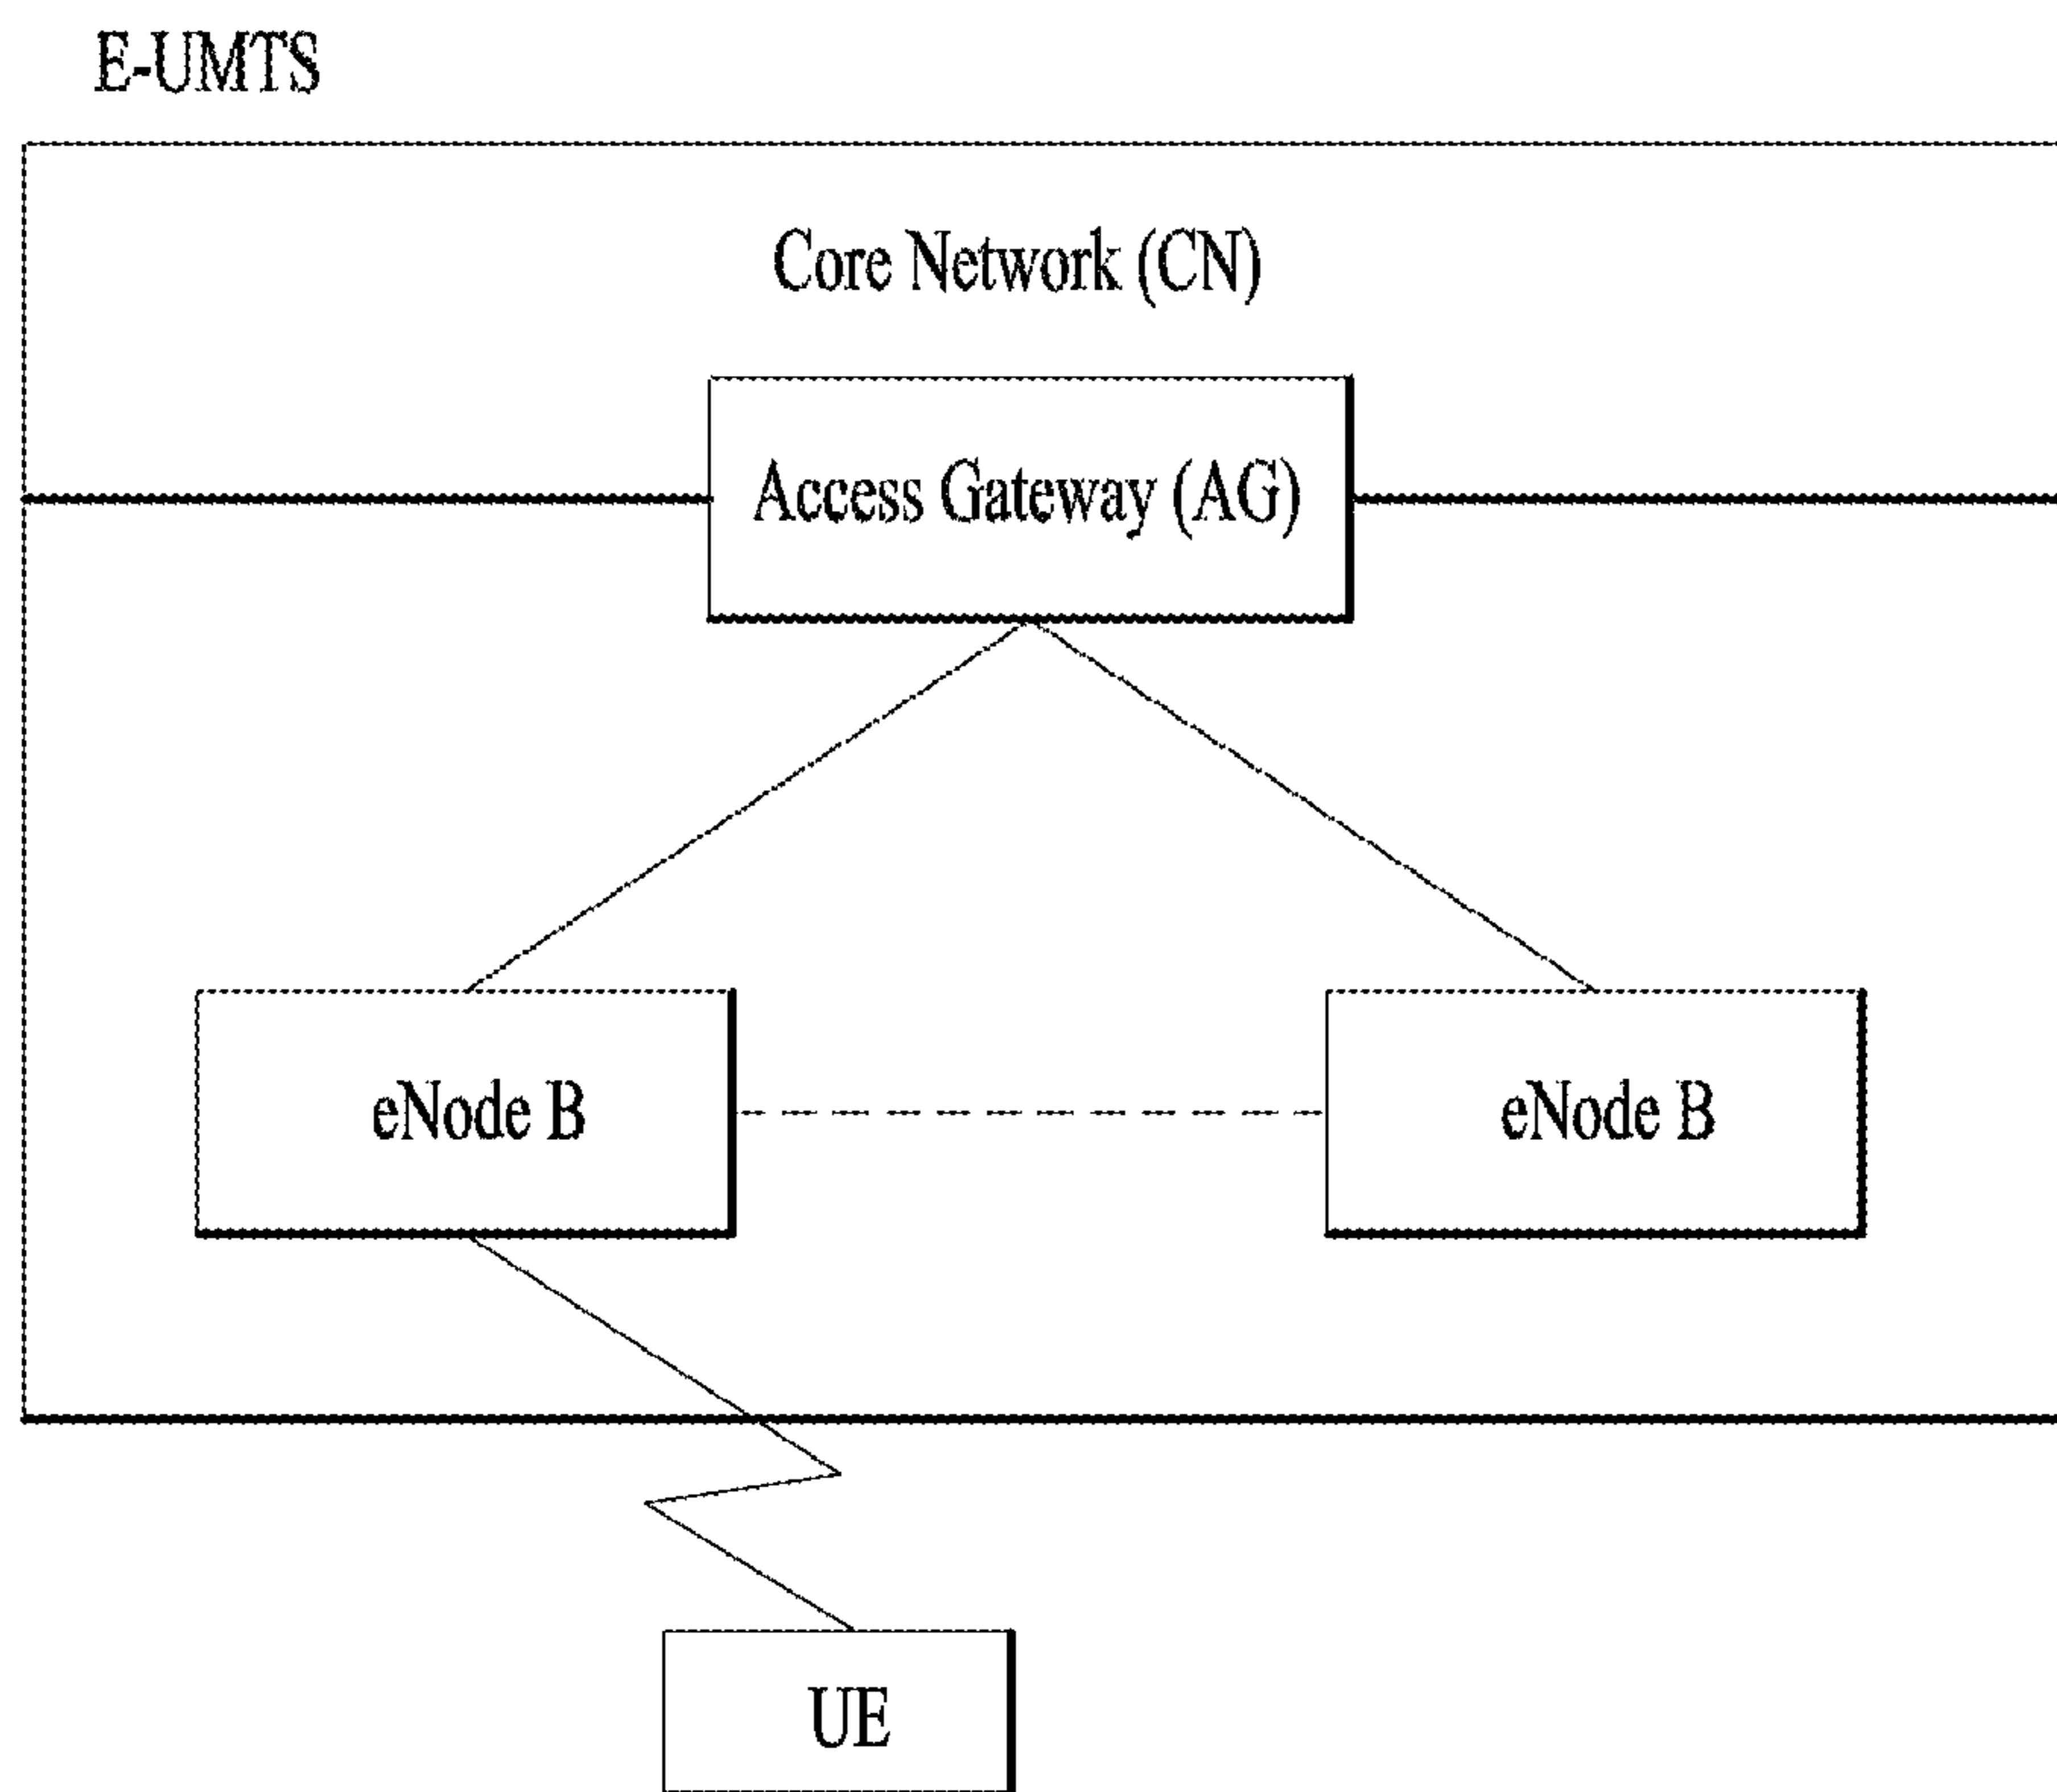 E-UMTS
Core Network (CN)
Access Gateway (AG)
eNode B
eNode B
UE